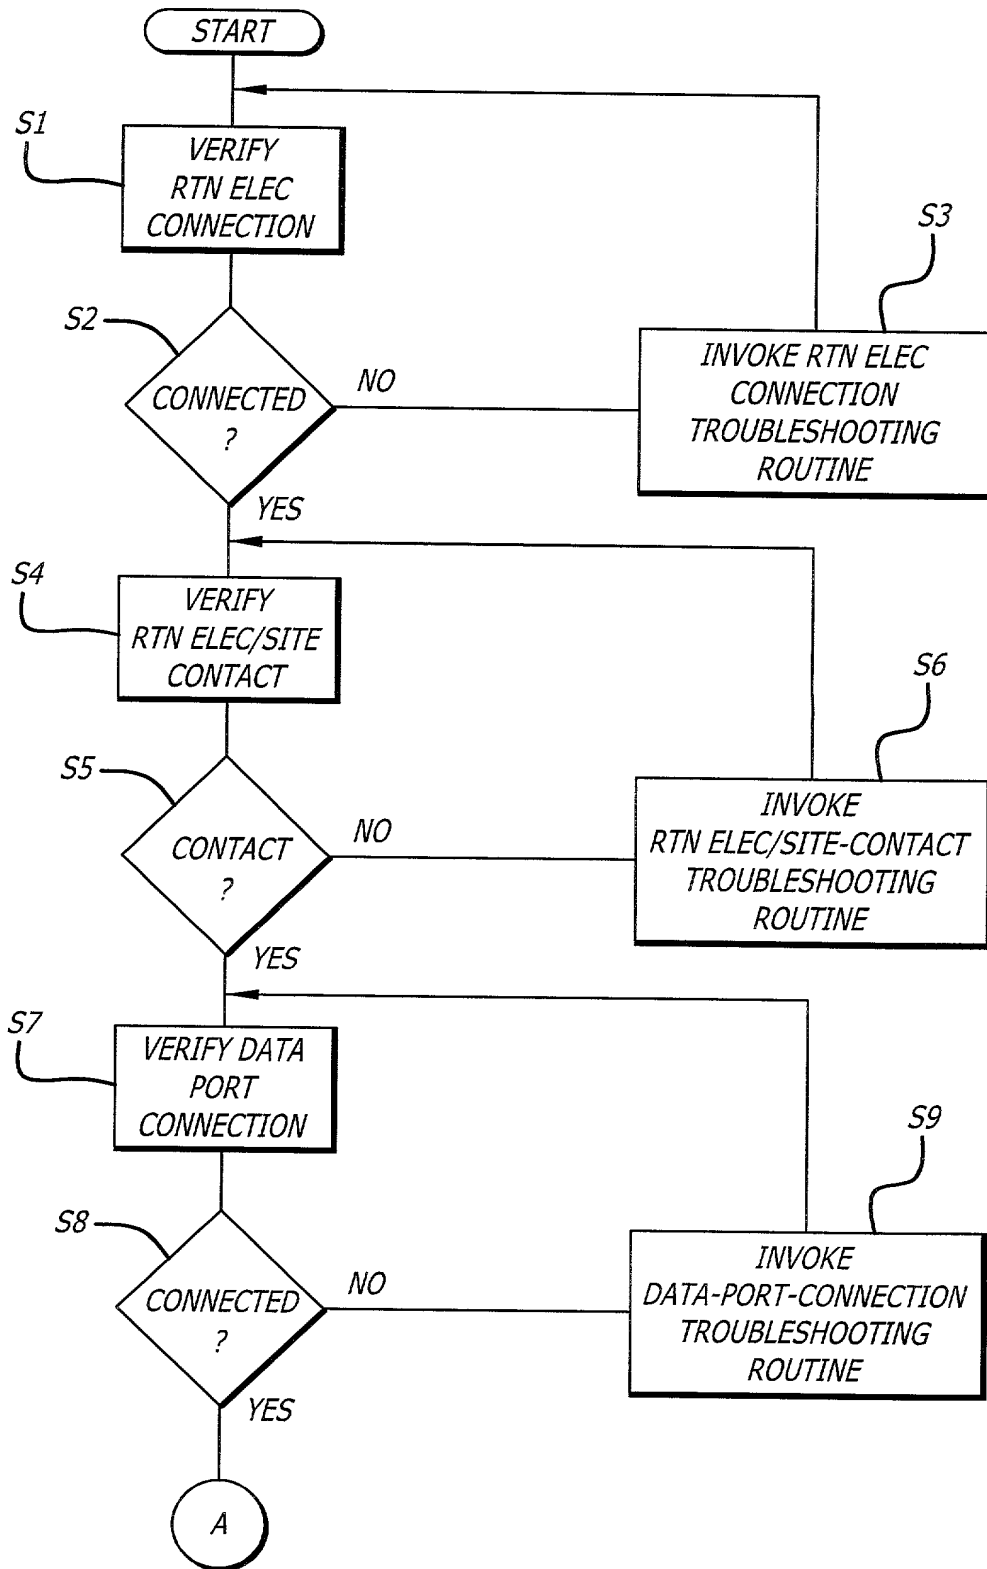 START
S1
VERIFY
RTN ELEC
CONNECTION
S2
CONNECTED
?
NO
YES
S3
INVOKE RTN ELEC
CONNECTION
TROUBLESHOOTING
ROUTINE
S4
VERIFY
RTN ELEC/SITE
CONTACT
S5
CONTACT
?
NO
YES
S6
INVOKE
RTN ELEC/SITE-CONTACT
TROUBLESHOOTING
ROUTINE
S7
VERIFY DATA
PORT
CONNECTION
S8
CONNECTED
?
NO
YES
S9
INVOKE
DATA-PORT-CONNECTION
TROUBLESHOOTING
ROUTINE
A